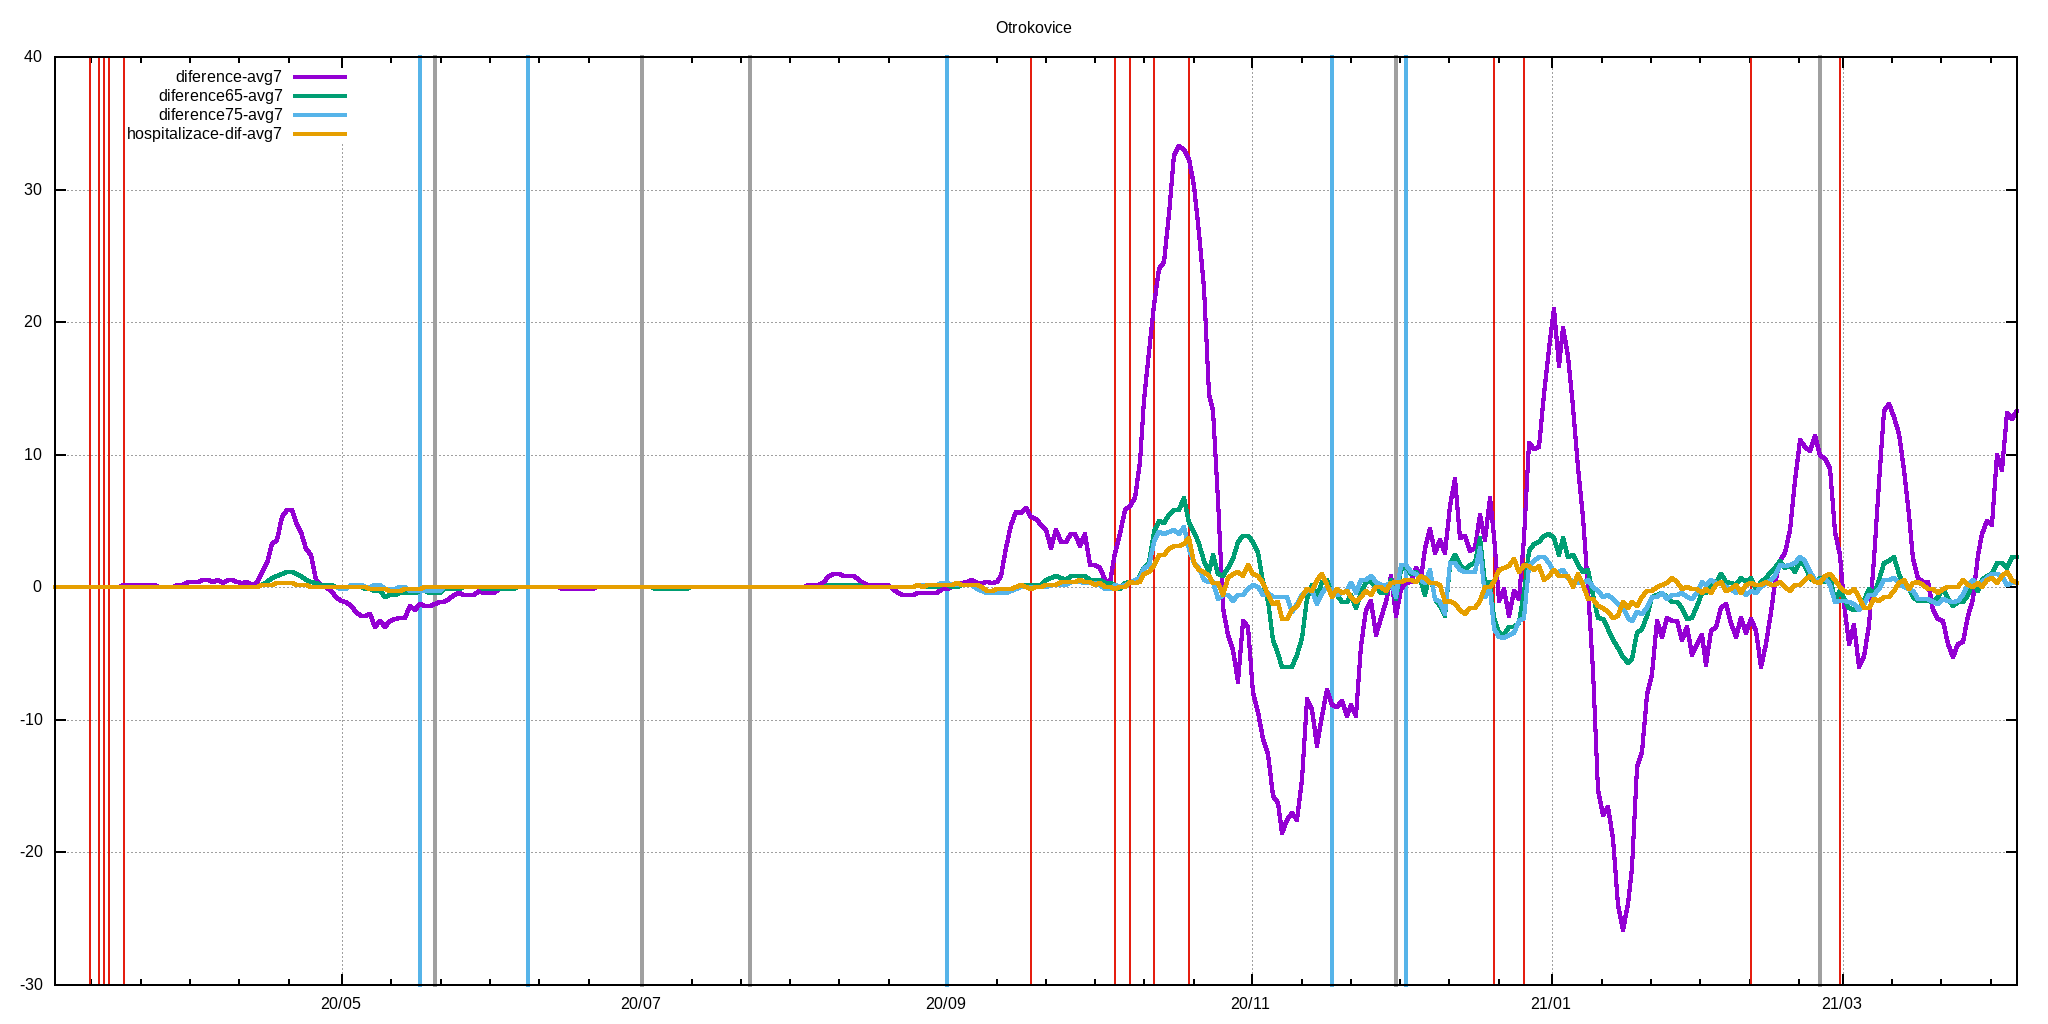 Otrokovice
diference-avg7
diference65-avg7
diference75-avg7
hospitalizace-dif-avg7
40
30
20
10
0
-10
-20
-30
20/05 20/07 20/09 20/11 21/01 21/03